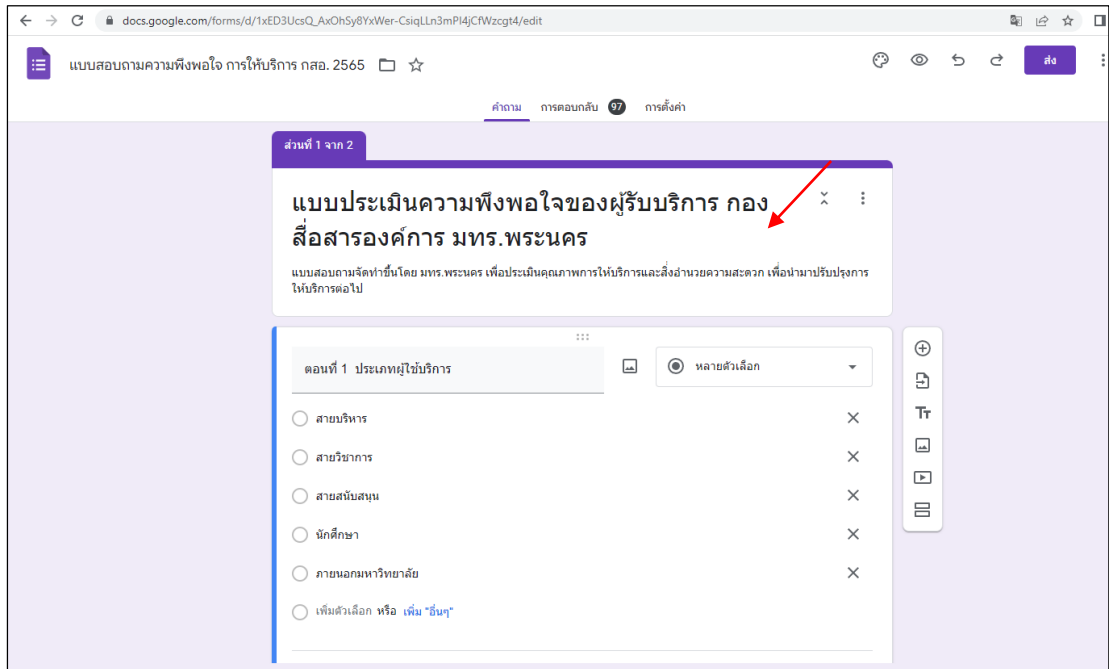 docs.google.com/forms/d/1xED3UcsQ_AxOhSy8YxWer-CsiqLLn3mPl4jCfWzcgt4/edit
แบบสอบถามความพึงพอใจ การให้บริการ กสอ. 2565
ส่ง
คำถาม การตอบกลับ 97 การตั้งค่า
ส่วนที่ 1 จาก 2
แบบประเมินความพึงพอใจของผู้รับบริการ กอง
สื่อสารองค์การ มทร.พระนคร
แบบสอบถามจัดทำขึ้นโดย มทร.พระนคร เพื่อประเมินคุณภาพการให้บริการและสิ่งอำนวยความสะดวก เพื่อนำมาปรับปรุงการ
ให้บริการต่อไป
ตอนที่ 1 ประเภทผู้ใช้บริการ
หลายตัวเลือก
สายบริหาร
สายวิชาการ
สายสนับสนุน
นักศึกษา
ภายนอกมหาวิทยาลัย
เพิ่มตัวเลือก หรือ เพิ่ม "อื่นๆ"
Tт